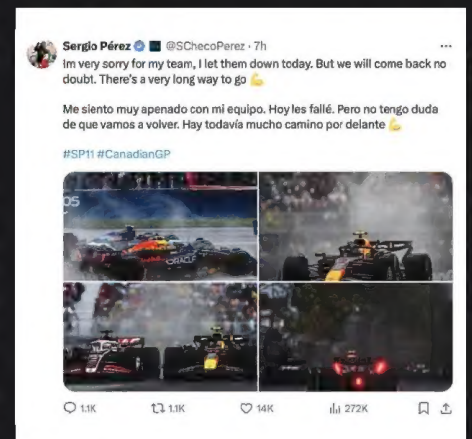 Sergio Pérez @SChecoPerez · 7h
Im very sorry for my team, I let them down today. But we will come back no
doubt. There's a very long way to go 💪
Me siento muy apenado con mi equipo. Hoy les fallé. Pero no tengo duda
de que vamos a volver. Hay todavía mucho camino por delante 💪
#SP11 #CanadianGP
ORACLE
1.1K 1.1K 14K 272K